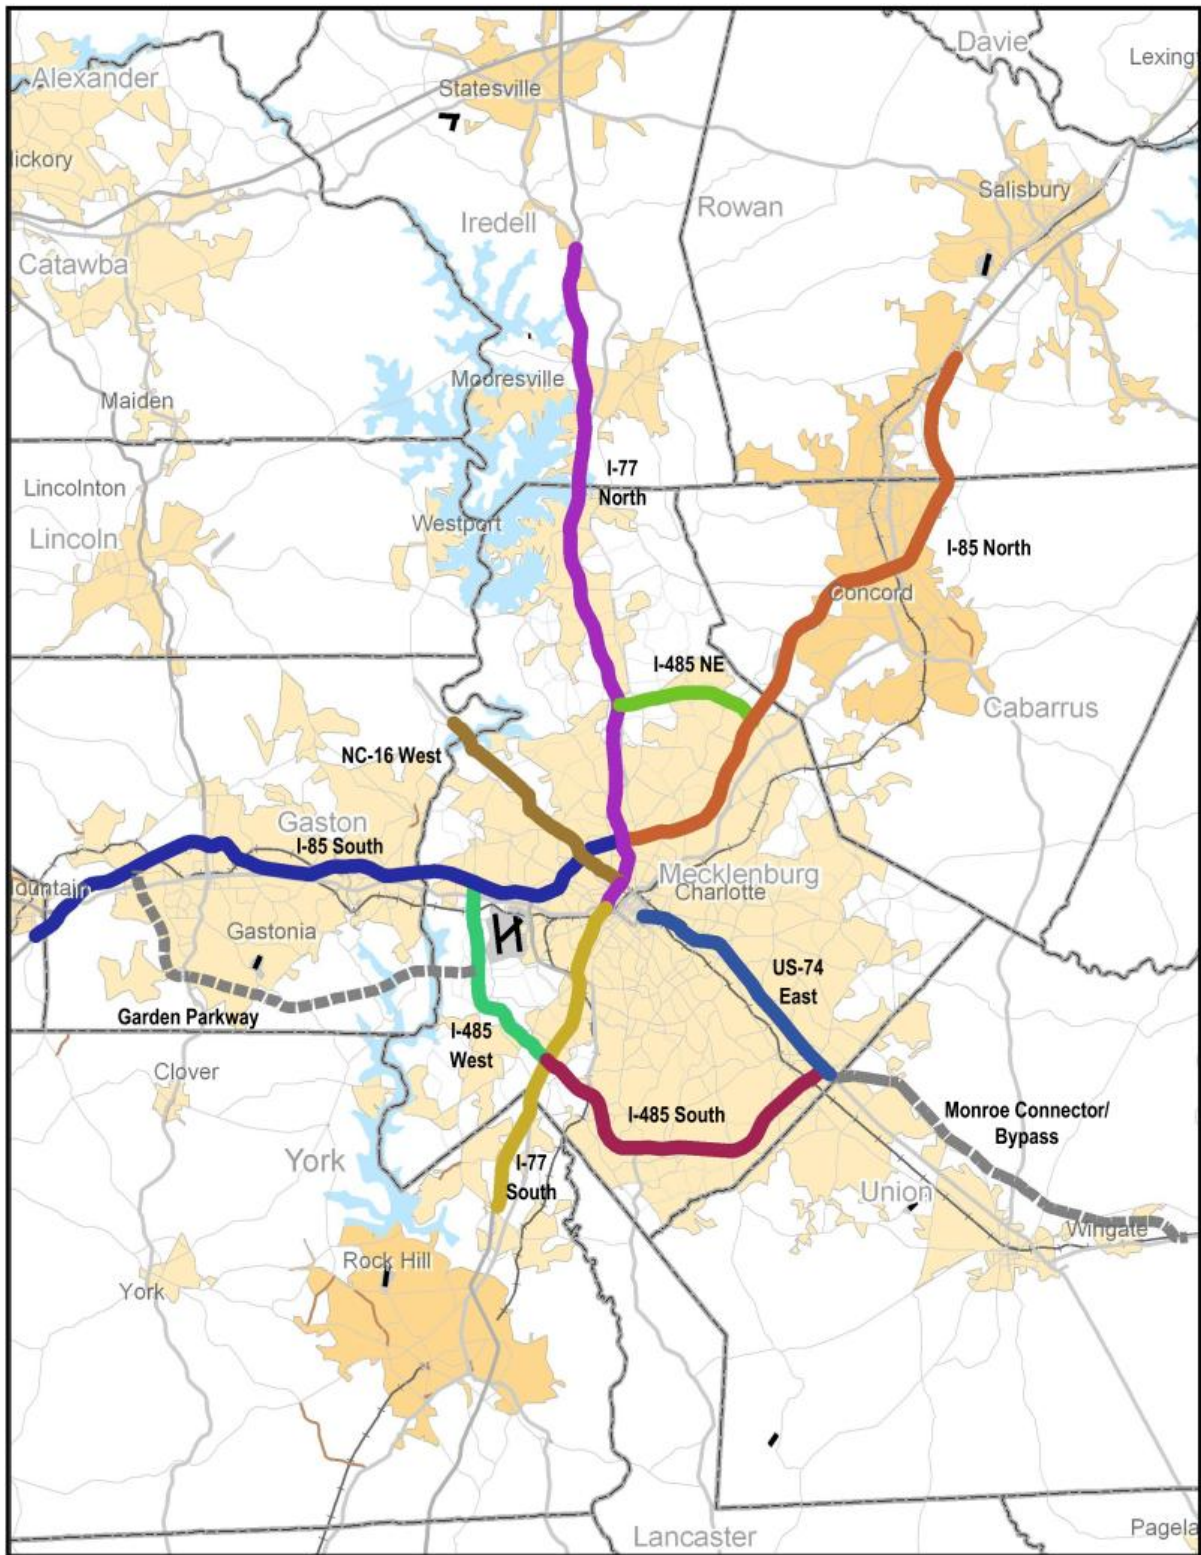 Davie
Alexander
Lexing
Statesville
ickory
Salisbury
Rowan
Iredell
Catawba
Mooresville
Maiden
I-77
North
Lincolnton
Westport
Lincoln
I-85 North
Concord
I-485 NE
Cabarrus
NC-16 West
Gaston
I-85 South
Mecklenburg
Charlotte
ountain
Gastonia
US-74
East
Garden Parkway
I-485
West
Clover
I-485 South
Monroe Connector/
Bypass
York
I-77
South
Union
Wingate
Rock Hill
York
Lancaster
Pagela